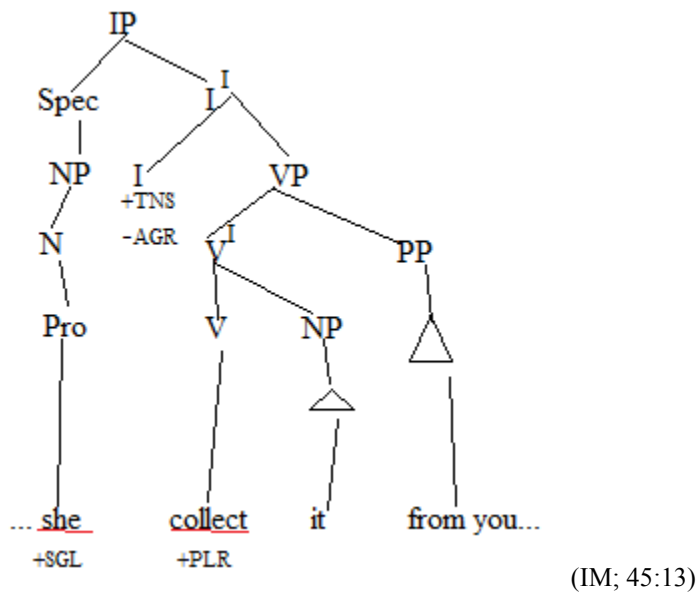 IP
Spec I I
NP I VP
+TNS
-AGR
N V I PP
Pro V NP
... she collect it from you...
+SGL +PLR
(IM; 45:13)